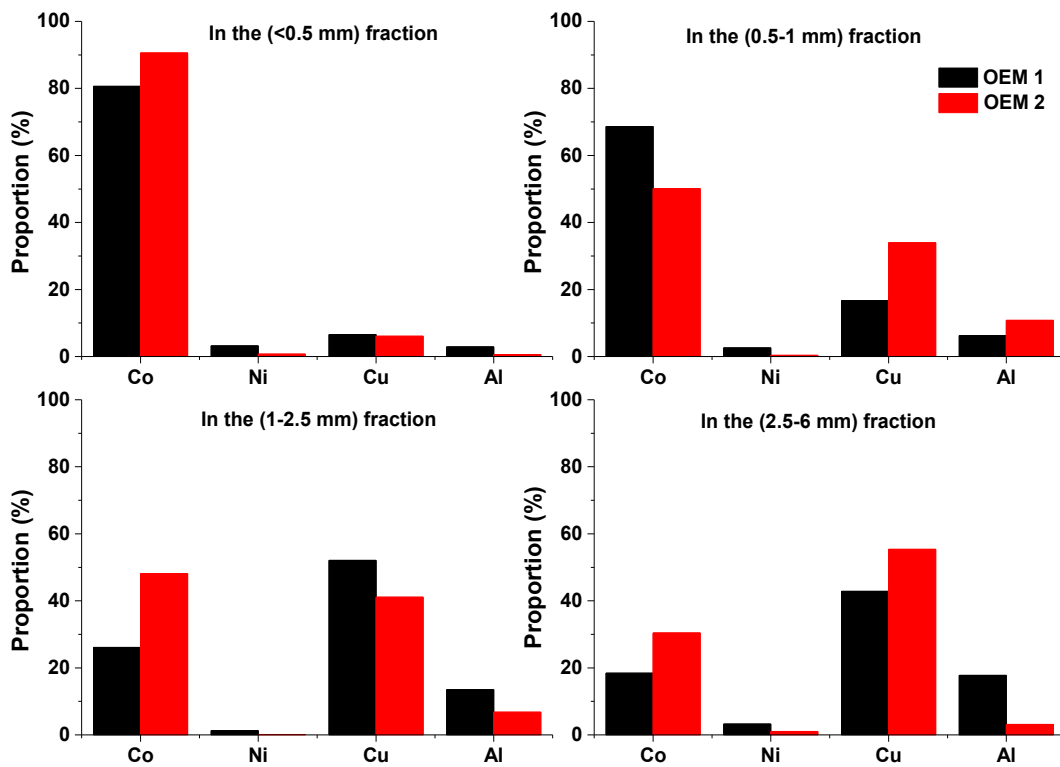 In the (<0.5 mm) fraction
Proportion (%)
100
80
60
40
20
0
Co Ni Cu Al
In the (0.5-1 mm) fraction
OEM 1
OEM 2
Proportion (%)
100
80
60
40
20
0
Co Ni Cu Al
In the (1-2.5 mm) fraction
Proportion (%)
100
80
60
40
20
0
Co Ni Cu Al
In the (2.5-6 mm) fraction
Proportion (%)
100
80
60
40
20
0
Co Ni Cu Al